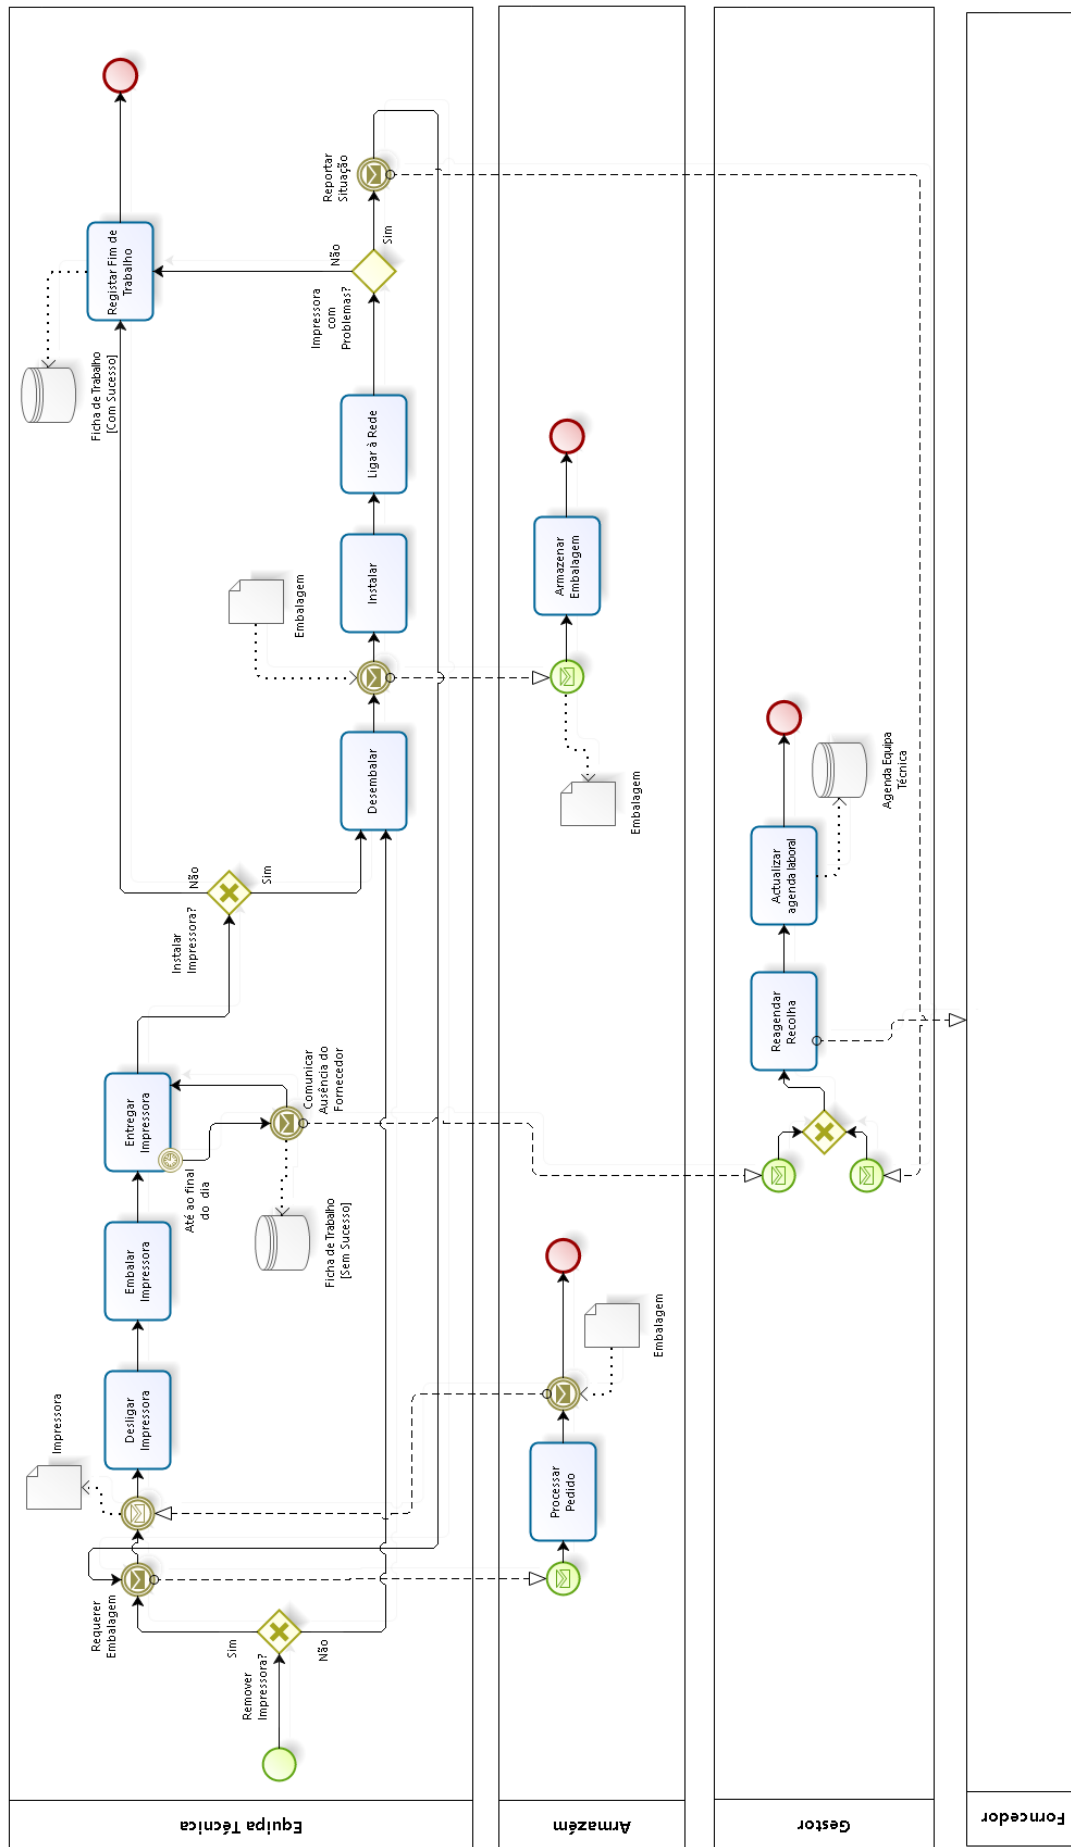 Equipa Técnica
Remover
Impressora?
Sim
Não
Requerer
Embalagem
Impressora
Desligar
Impressora
Embalar
Impressora
Entregar
Impressora
Até ao final
do dia
Comunicar
Ausência do
Fornecedor
Ficha de Trabalho
[Sem Sucesso]
Instalar
Impressora?
Não
Sim
Desembalar
Embalagem
Instalar
Ligar à Rede
Impressora
com
Problemas?
Não
Sim
Reportar
Situação
Registar Fim de
Trabalho
Ficha de Trabalho
[Com Sucesso]
Armazém
Processar
Pedido
Embalagem
Embalagem
Armazenar
Embalagem
Gestor
Reagendar
Recolha
Actualizar
agenda laboral
Agenda Equipa
Técnica
Forncedor